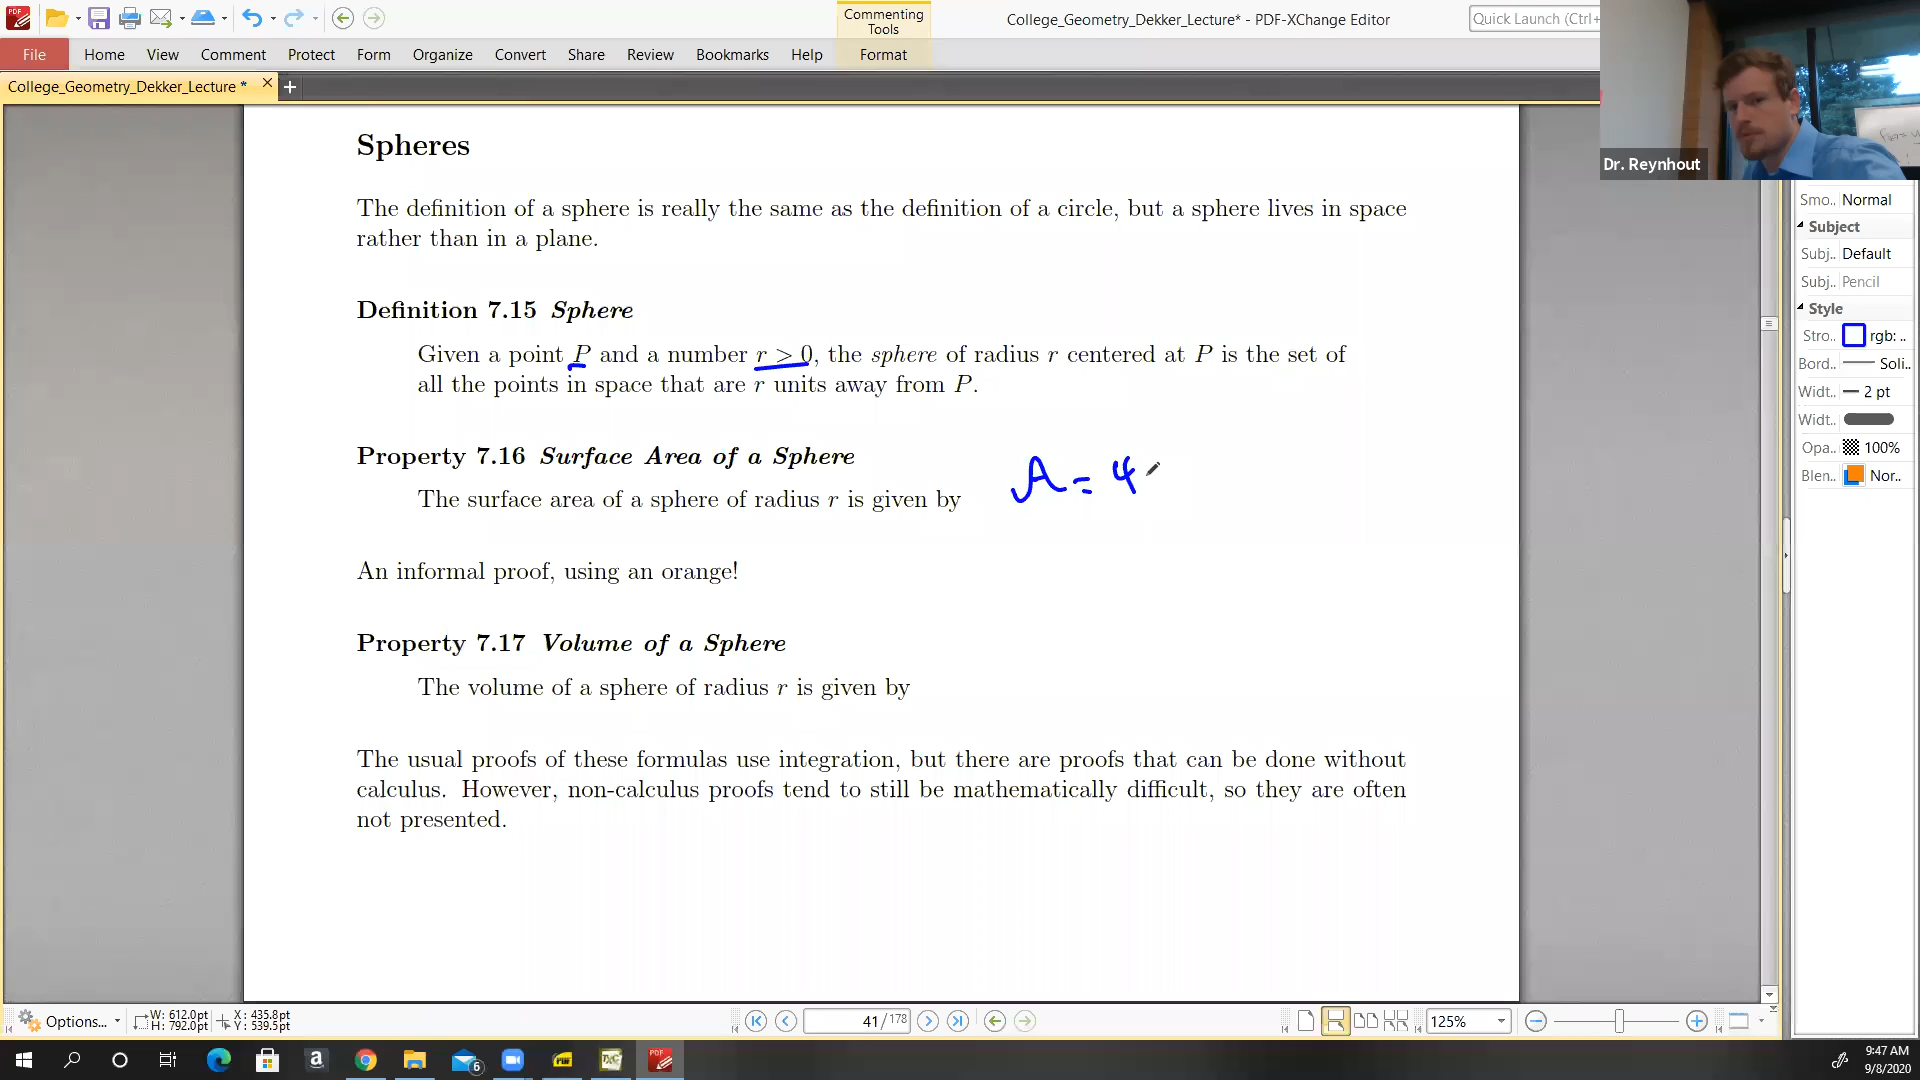 Commenting Tools
College_Geometry_Dekker_Lecture* - PDF-XChange Editor
Quick Launch (Ctrl+
File Home View Comment Protect Form Organize Convert Share Review Bookmarks Help Format
College_Geometry_Dekker_Lecture *
Dr. Reynhout
Spheres
The definition of a sphere is really the same as the definition of a circle, but a sphere lives in space
rather than in a plane.
Definition 7.15 Sphere
Given a point P and a number r > 0, the sphere of radius r centered at P is the set of
all the points in space that are r units away from P.
Property 7.16 Surface Area of a Sphere
The surface area of a sphere of radius r is given by
A = 4
An informal proof, using an orange!
Property 7.17 Volume of a Sphere
The volume of a sphere of radius r is given by
The usual proofs of these formulas use integration, but there are proofs that can be done without
calculus. However, non-calculus proofs tend to still be mathematically difficult, so they are often
not presented.
Smo.. Normal
Subject
Subj.. Default
Subj.. Pencil
Style
Stro.. rgb: ..
Bord.. Soli..
Widt.. 2 pt
Widt..
Opa.. 100%
Blen.. Nor..
Options...
W: 612.0pt
H: 792.0pt
X: 435.8pt
Y: 539.5pt
41 / 178
125%
6
9:47 AM
9/8/2020